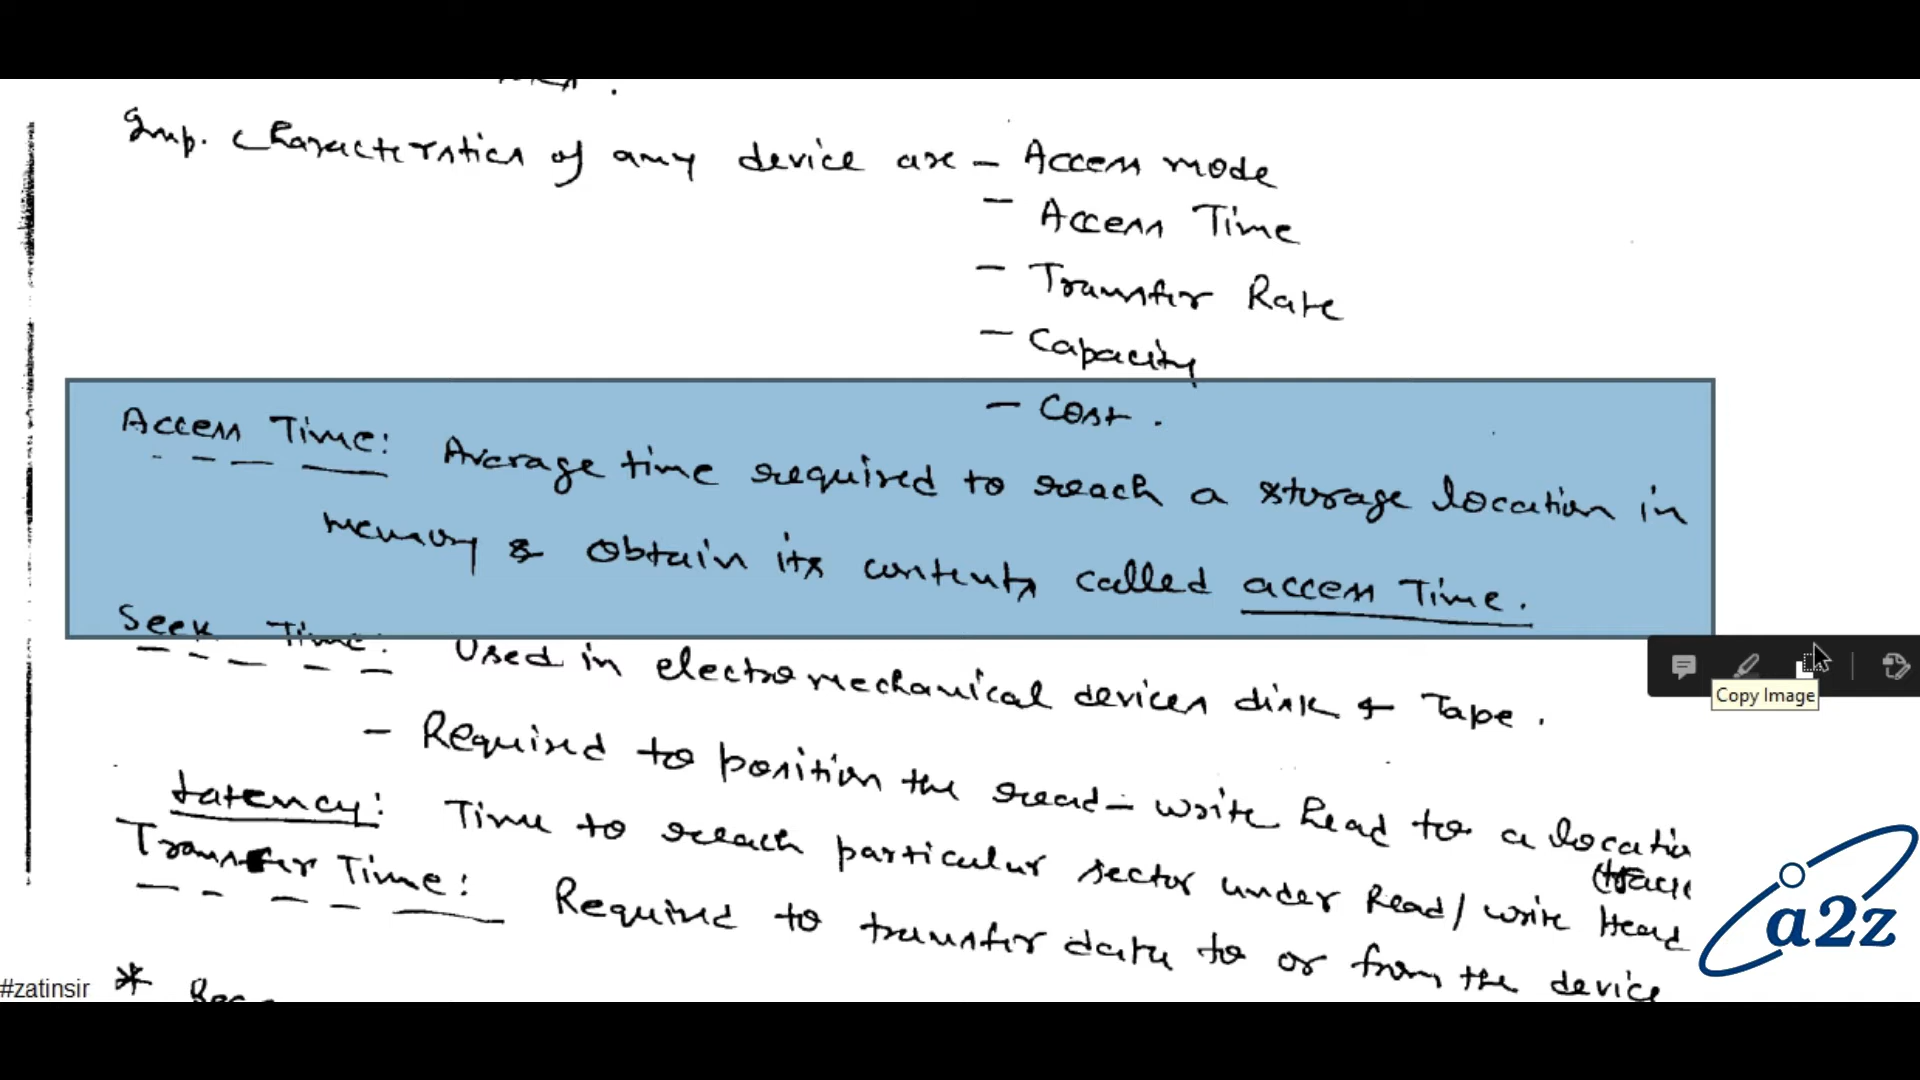 Imp. characteristics of any device are – Access mode
– Access Time
– Transfer Rate
– Capacity
– Cost.
Access Time: Average time required to reach a storage location in
memory & obtain its contents called access Time.
Seek Time: Used in electromechanical devices disk & Tape.
– Required to position the read-write head to a location
(track
Latency: Time to reach particular sector under Read/write Head
Transfer Time: Required to transfer data to or from the device
*
Copy Image
a2z
#zatinsir